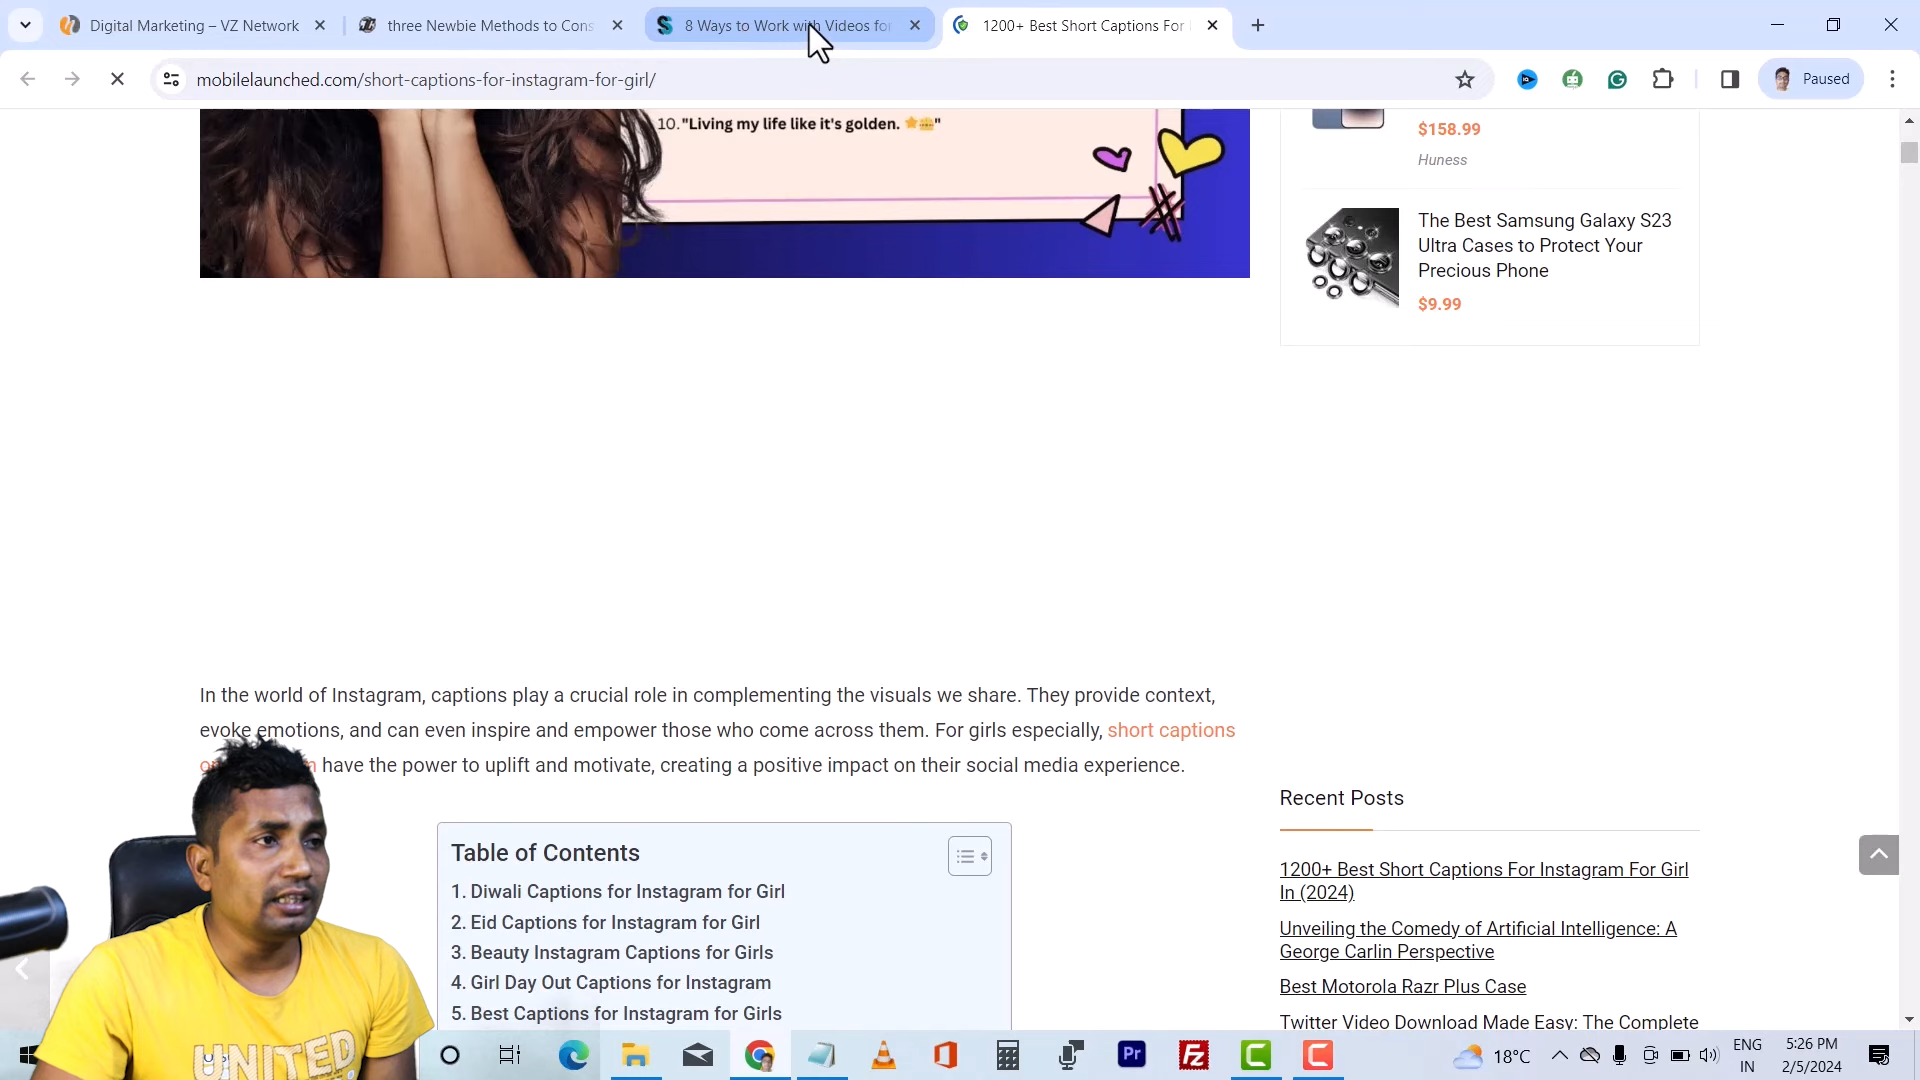 Digital Marketing – VZ Network
three Newbie Methods to Cons
8 Ways to Work with Videos for
1200+ Best Short Captions For I
mobilelaunched.com/short-captions-for-instagram-for-girl/
Paused
10. "Living my life like it's golden. ⭐👑"
$158.99
Huness
The Best Samsung Galaxy S23
Ultra Cases to Protect Your
Precious Phone
$9.99
In the world of Instagram, captions play a crucial role in complementing the visuals we share. They provide context,
evoke emotions, and can even inspire and empower those who come across them. For girls especially, short captions
have the power to uplift and motivate, creating a positive impact on their social media experience.
Table of Contents
1. Diwali Captions for Instagram for Girl
2. Eid Captions for Instagram for Girl
3. Beauty Instagram Captions for Girls
4. Girl Day Out Captions for Instagram
5. Best Captions for Instagram for Girls
Recent Posts
1200+ Best Short Captions For Instagram For Girl
In (2024)
Unveiling the Comedy of Artificial Intelligence: A
George Carlin Perspective
Best Motorola Razr Plus Case
Twitter Video Download Made Easy: The Complete
UNITED
Pr
18°C
ENG
IN
5:26 PM
2/5/2024